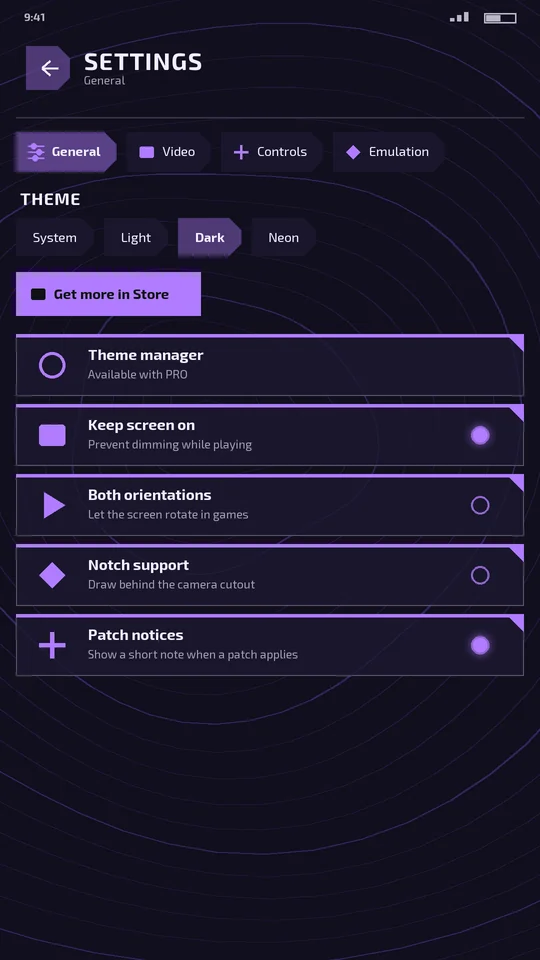 9:41
SETTINGS
General
General
Video
Controls
Emulation
THEME
System
Light
Dark
Neon
Get more in Store
Theme manager
Available with PRO
Keep screen on
Prevent dimming while playing
Both orientations
Let the screen rotate in games
Notch support
Draw behind the camera cutout
Patch notices
Show a short note when a patch applies